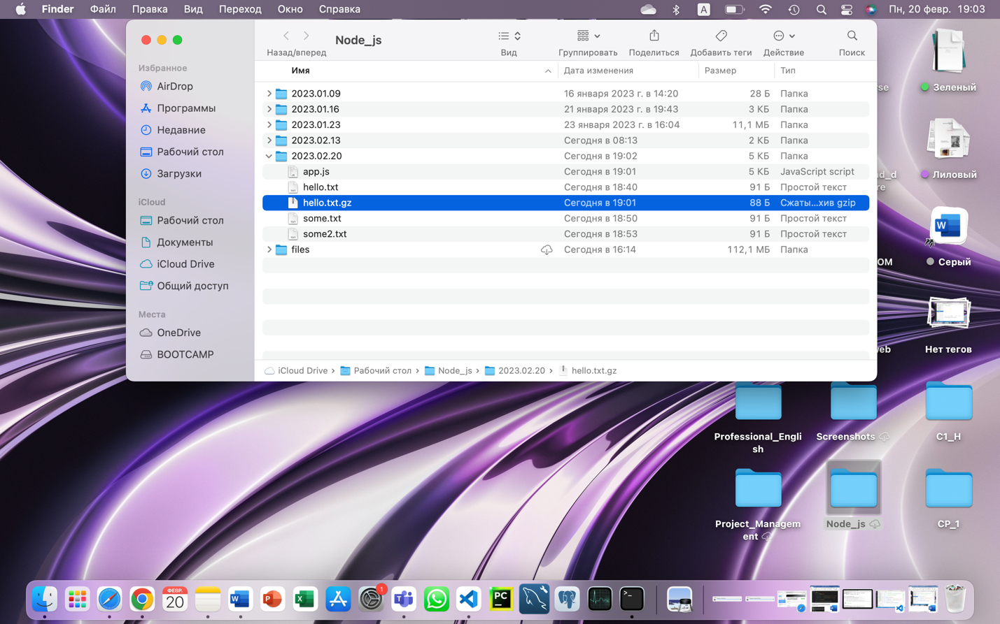 Finder Файл Правка Вид Переход Окно Справка A Пн, 20 февр. 19:03
Node_js
Назад/вперед Вид Группировать Поделиться Добавить теги Действие Поиск
Имя Дата изменения Размер Тип
Избранное
AirDrop
Программы
Недавние
Рабочий стол
Загрузки
iCloud
Рабочий стол
Документы
iCloud Drive
Общий доступ
Места
OneDrive
BOOTCAMP
2023.01.09 16 января 2023 г. в 14:20 28 Б Папка
2023.01.16 21 января 2023 г. в 19:43 3 КБ Папка
2023.01.23 23 января 2023 г. в 16:04 11,1 МБ Папка
2023.02.13 Сегодня в 08:13 2 КБ Папка
2023.02.20 Сегодня в 19:02 5 КБ Папка
app.js Сегодня в 19:01 5 КБ JavaScript script
hello.txt Сегодня в 18:40 91 Б Простой текст
hello.txt.gz Сегодня в 19:01 88 Б Сжаты...хив gzip
some.txt Сегодня в 18:50 91 Б Простой текст
some2.txt Сегодня в 18:53 91 Б Простой текст
files Сегодня в 16:14 112,1 МБ Папка
iCloud Drive › Рабочий стол › Node_js › 2023.02.20 › hello.txt.gz
se Зеленый
d_d
re Лиловый
OM Серый
eb Нет тегов
Professional_Engli
sh
Screenshots
C1_H
Project_Managem
ent
Node_js
CP_1
ФЕВР.
20
W
P
X
1
PC
>_